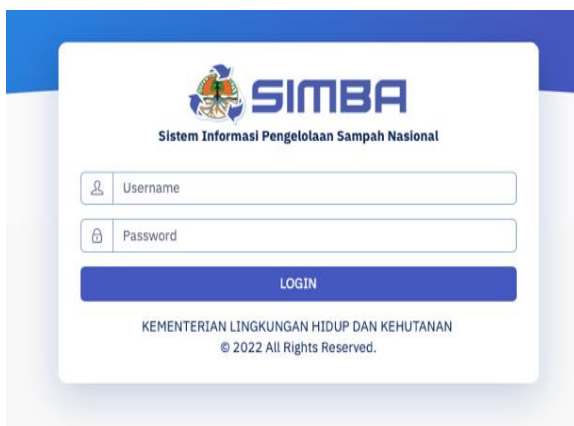 SIMBA
Sistem Informasi Pengelolaan Sampah Nasional
Username
Password
LOGIN
KEMENTERIAN LINGKUNGAN HIDUP DAN KEHUTANAN
© 2022 All Rights Reserved.